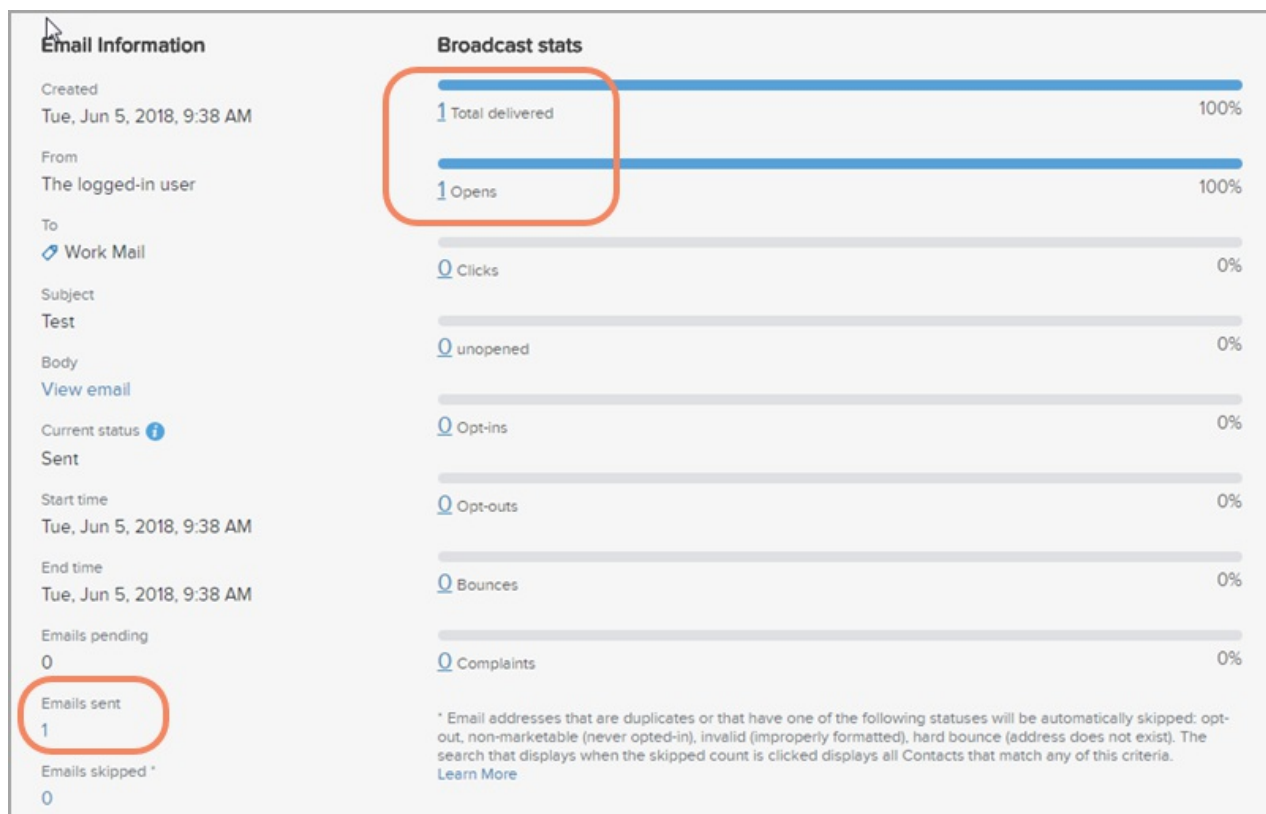 Email Information
Created
Tue, Jun 5, 2018, 9:38 AM
From
The logged-in user
To
Work Mail
Subject
Test
Body
View email
Current status
Sent
Start time
Tue, Jun 5, 2018, 9:38 AM
End time
Tue, Jun 5, 2018, 9:38 AM
Emails pending
0
Emails sent
1
Emails skipped *
0
Broadcast stats
1 Total delivered 100%
1 Opens 100%
0 Clicks 0%
0 unopened 0%
0 Opt-ins 0%
0 Opt-outs 0%
0 Bounces 0%
0 Complaints 0%
* Email addresses that are duplicates or that have one of the following statuses will be automatically skipped: opt-
out, non-marketable (never opted-in), invalid (improperly formatted), hard bounce (address does not exist). The
search that displays when the skipped count is clicked displays all Contacts that match any of this criteria.
Learn More